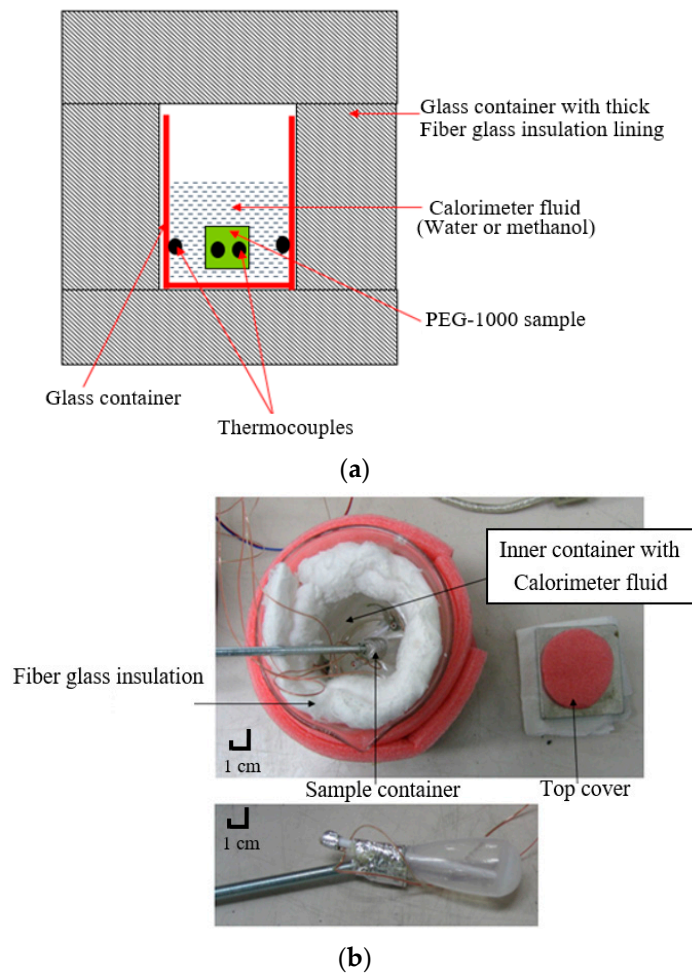 Glass container with thick
Fiber glass insulation lining
Calorimeter fluid
(Water or methanol)
PEG-1000 sample
Glass container
Thermocouples
(a)
Inner container with
Calorimeter fluid
Fiber glass insulation
1 cm
Sample container
Top cover
1 cm
(b)